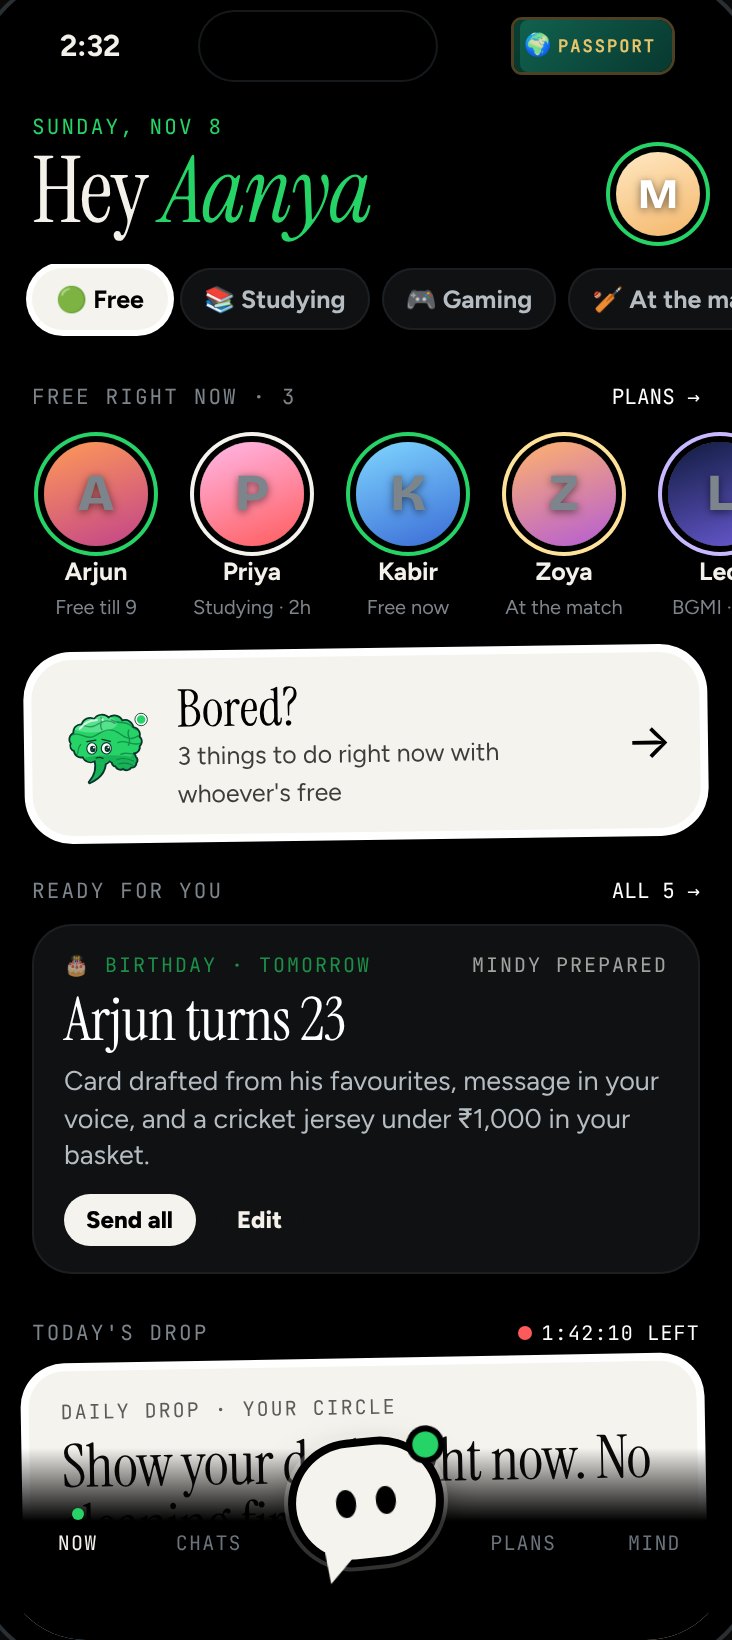 2:32
PASSPORT
SUNDAY, NOV 8
Hey Aanya
M
Free
Studying
Gaming
At the ma
FREE RIGHT NOW · 3
PLANS →
A
P
K
Z
L
Arjun
Priya
Kabir
Zoya
Leo
Free till 9
Studying · 2h
Free now
At the match
BGMI ·
Bored?
3 things to do right now with
whoever's free
→
READY FOR YOU
ALL 5 →
BIRTHDAY · TOMORROW
MINDY PREPARED
Arjun turns 23
Card drafted from his favourites, message in your
voice, and a cricket jersey under ₹1,000 in your
basket.
Send all
Edit
TODAY'S DROP
1:42:10 LEFT
DAILY DROP · YOUR CIRCLE
Show your d ht now. No
NOW
CHATS
PLANS
MIND